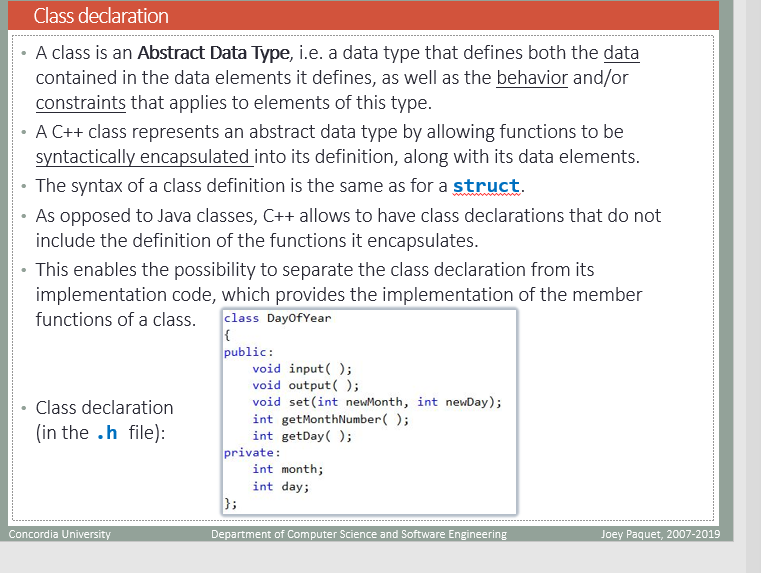 Class declaration
• A class is an Abstract Data Type, i.e. a data type that defines both the data
contained in the data elements it defines, as well as the behavior and/or
constraints that applies to elements of this type.
• A C++ class represents an abstract data type by allowing functions to be
syntactically encapsulated into its definition, along with its data elements.
• The syntax of a class definition is the same as for a struct.
• As opposed to Java classes, C++ allows to have class declarations that do not
include the definition of the functions it encapsulates.
• This enables the possibility to separate the class declaration from its
implementation code, which provides the implementation of the member
functions of a class.
class DayOfYear
{
public:
    void input( );
    void output( );
    void set(int newMonth, int newDay);
    int getMonthNumber( );
    int getDay( );
private:
    int month;
    int day;
};
• Class declaration
(in the .h file):
Concordia University
Department of Computer Science and Software Engineering
Joey Paquet, 2007-2019